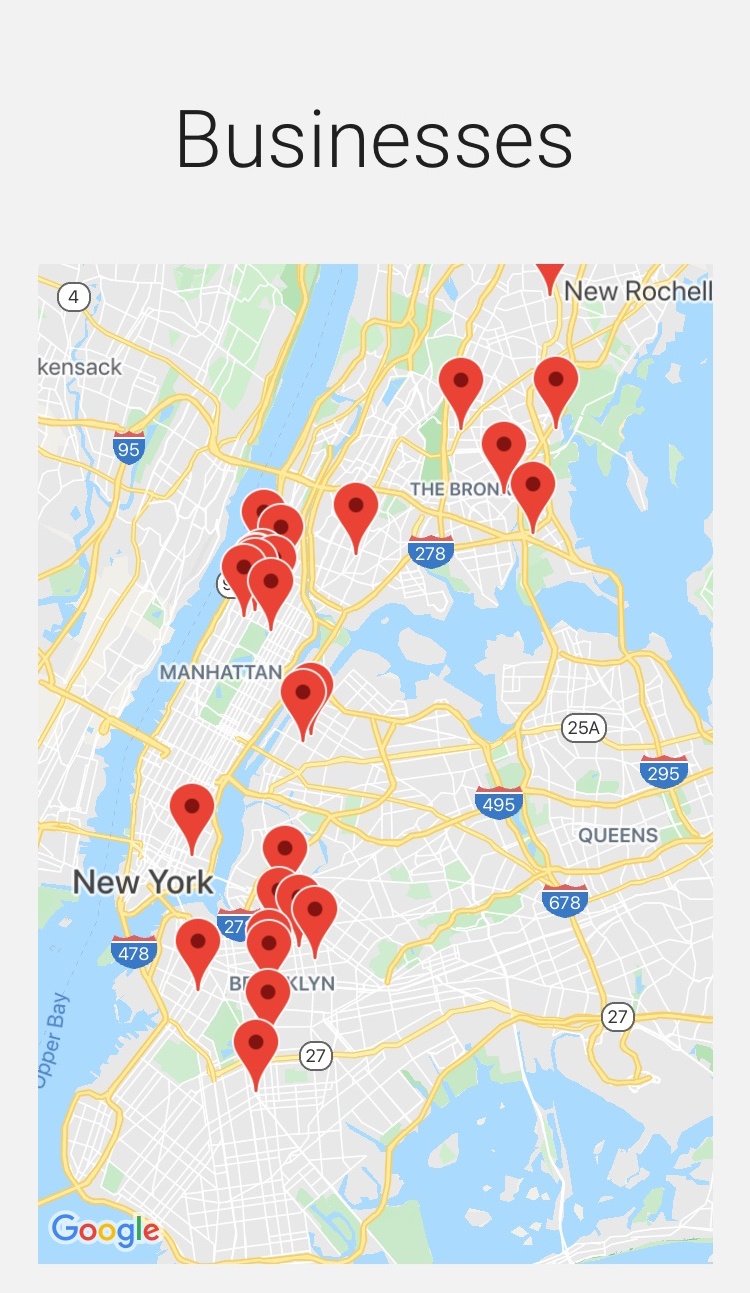 Businesses
4
New Rochell
kensack
95
THE BRON
278
9
MANHATTAN
25A
295
495
QUEENS
New York
678
27
478
BR KLYN
27
Upper Bay
27
Google